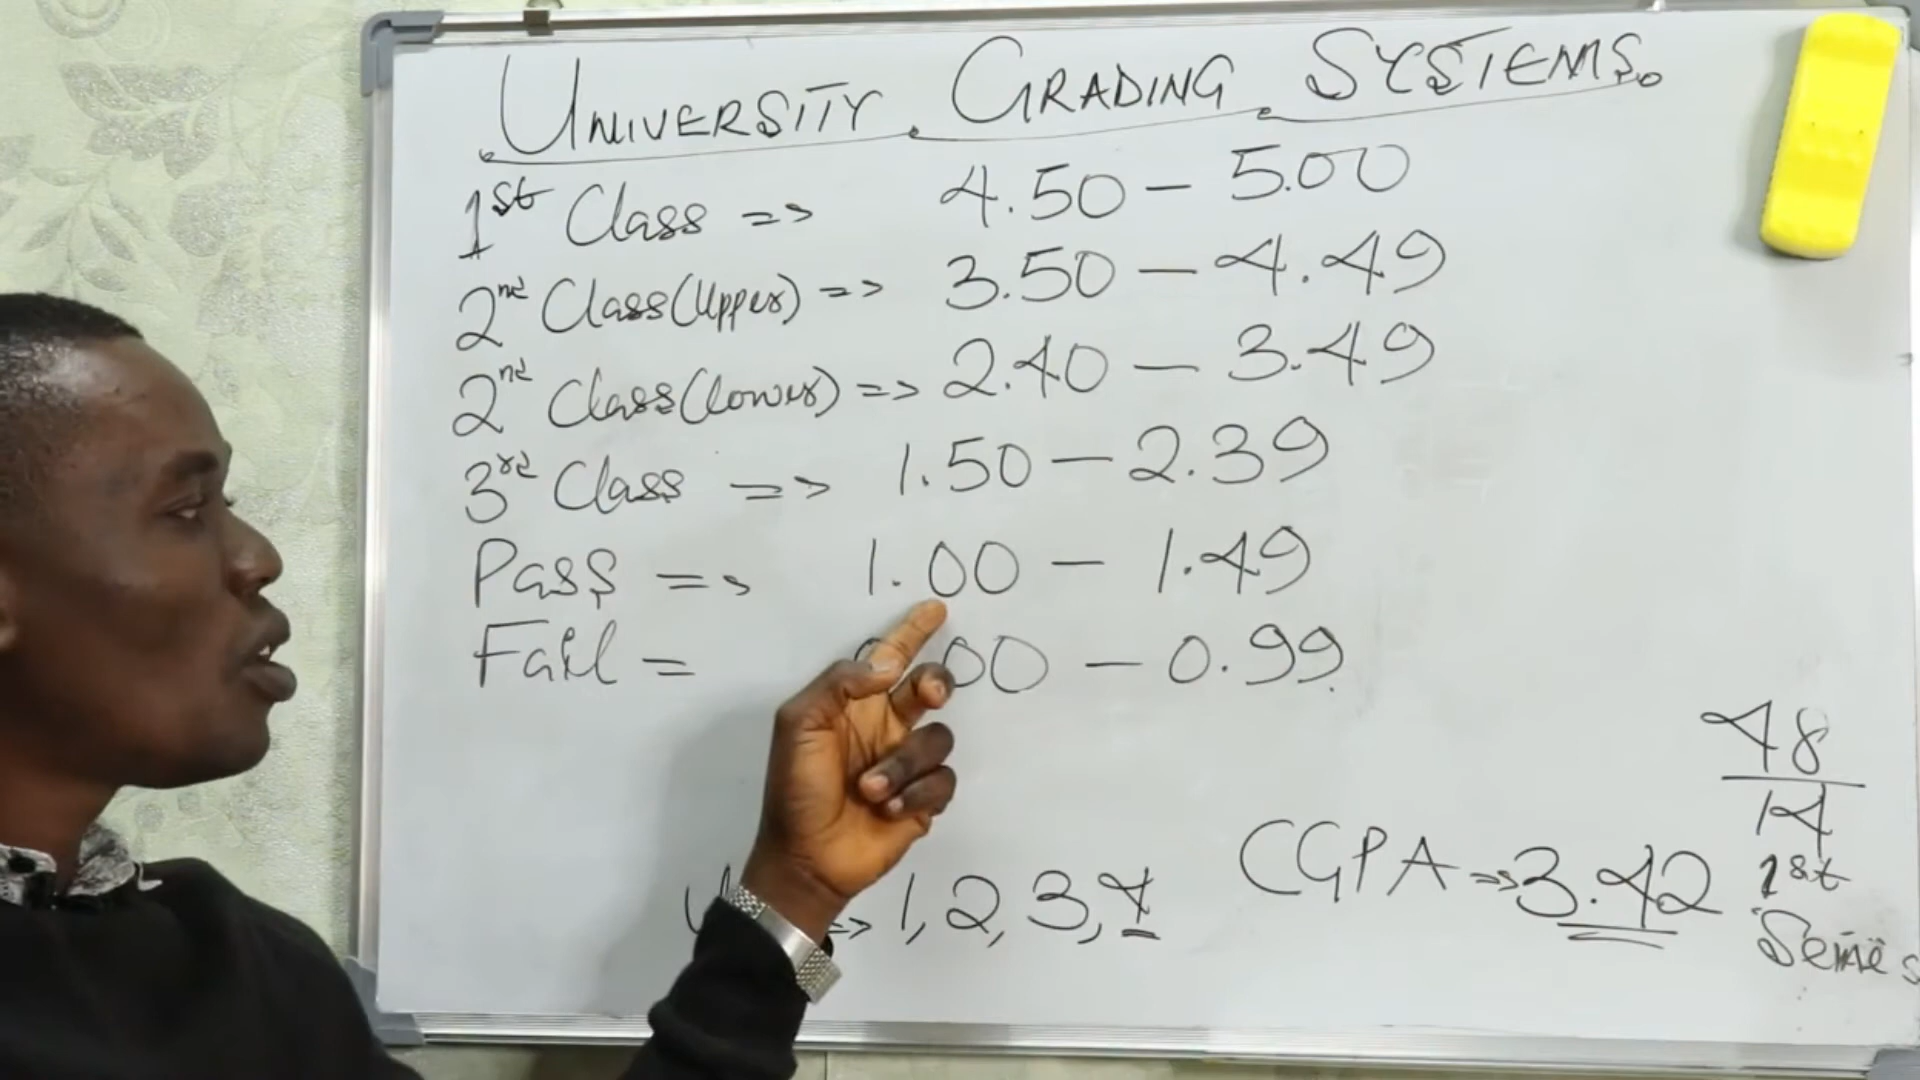 UNIVERSITY GRADING SYSTEMS
1st Class => 4.50 - 5.00
2nd Class (Upper) => 3.50 - 4.49
2nd Class (lower) => 2.40 - 3.49
3rd Class => 1.50 - 2.39
Pass => 1.00 - 1.49
Fail = 00 - 0.99
48
14
1st
Semes
=> 1, 2, 3, 4
CGPA => 3.42